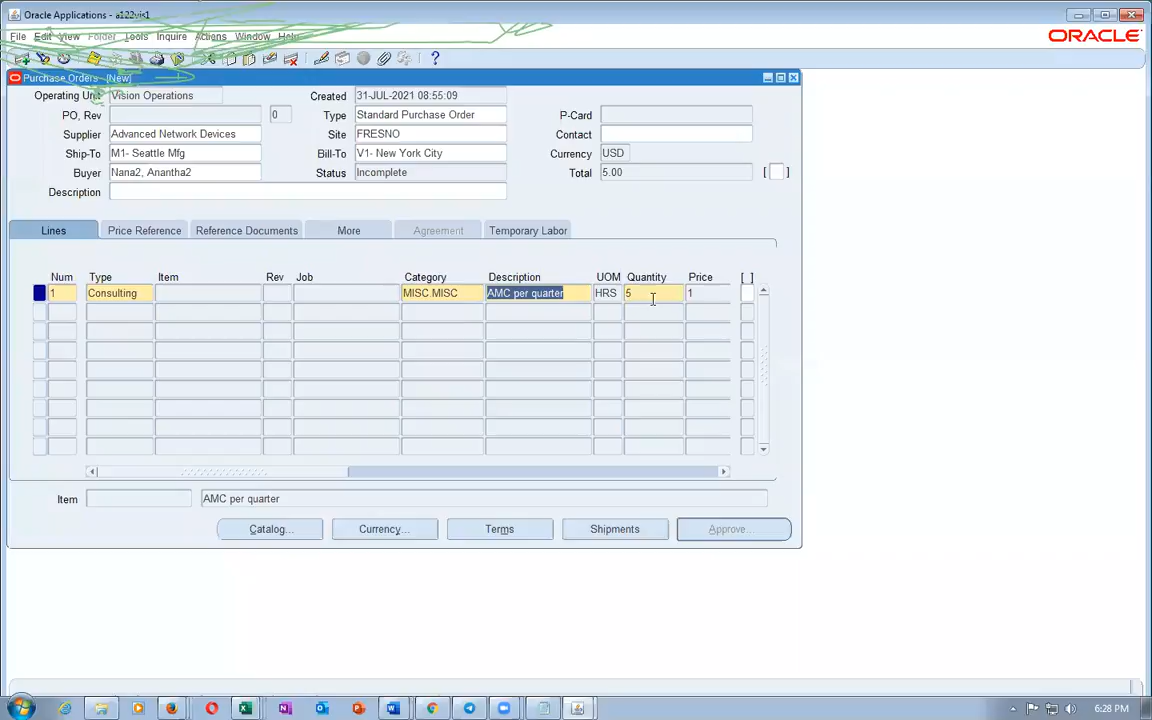 Oracle Applications - a122vis1
File Edit View Folder Tools Inquire Actions Window Help
ORACLE
Purchase Orders [New]
Operating Unit Vision Operations Created 31-JUL-2021 08:55:09
PO, Rev 0 Type Standard Purchase Order P-Card
Supplier Advanced Network Devices Site FRESNO Contact
Ship-To M1- Seattle Mfg Bill-To V1- New York City Currency USD
Buyer Nana2, Anantha2 Status Incomplete Total 5.00 [ ]
Description
Lines Price Reference Reference Documents More Agreement Temporary Labor
Num Type Item Rev Job Category Description UOM Quantity Price [ ]
1 Consulting MISC.MISC AMC per quarter HRS 5 1
Item AMC per quarter
Catalog... Currency... Terms Shipments Approve...
6:28 PM